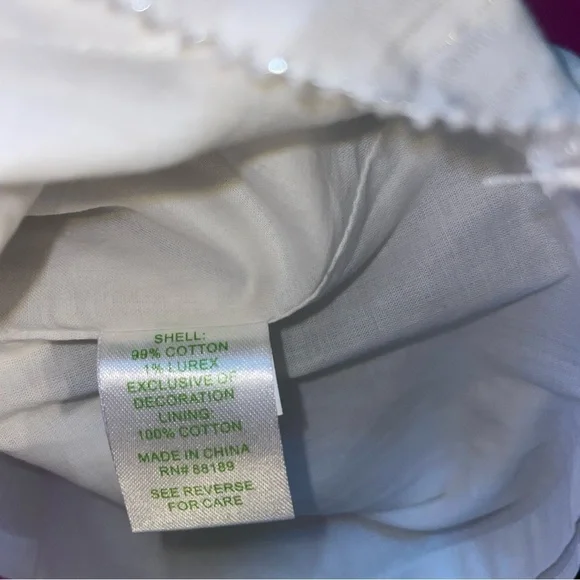 SHELL:
99% COTTON
1% LUREX
EXCLUSIVE OF
DECORATION
LINING:
100% COTTON
MADE IN CHINA
RN# 88189
SEE REVERSE
FOR CARE